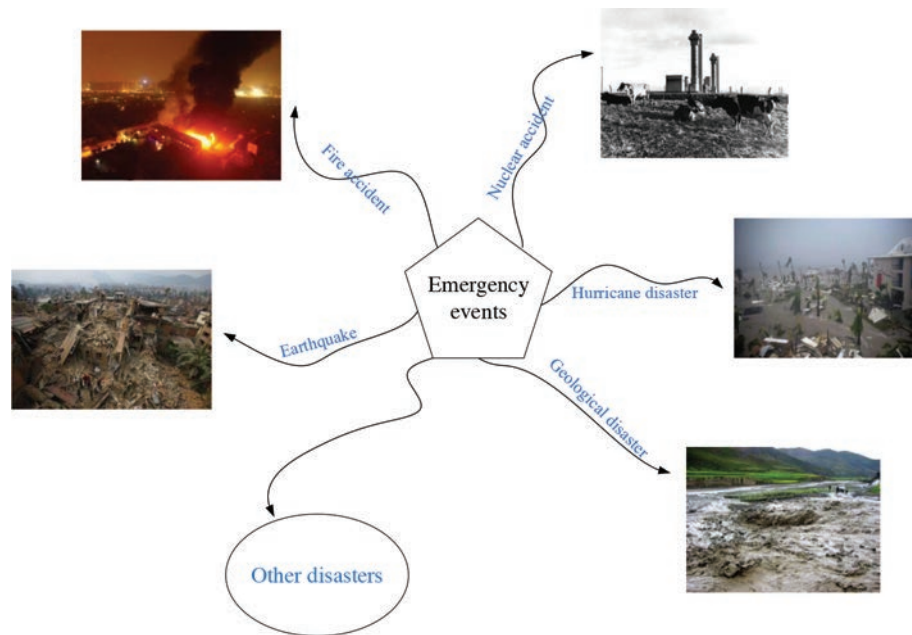 Fire accident
Nuclear accident
Emergency
events
Hurricane disaster
Earthquake
Geological disaster
Other disasters